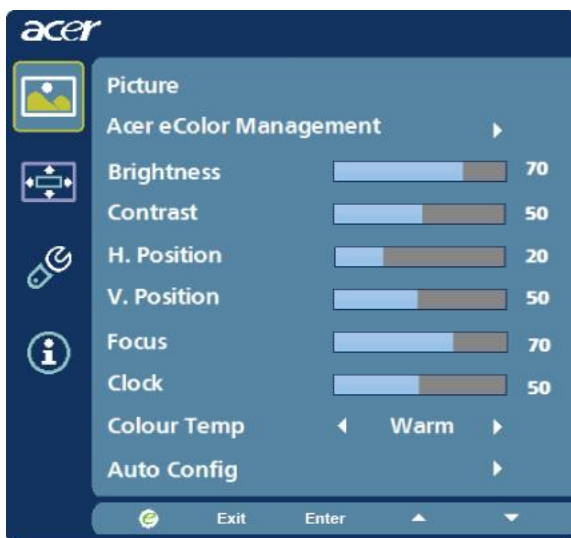 acer
Picture
Acer eColor Management
Brightness 70
Contrast 50
H. Position 20
V. Position 50
Focus 70
Clock 50
Colour Temp Warm
Auto Config
e Exit Enter